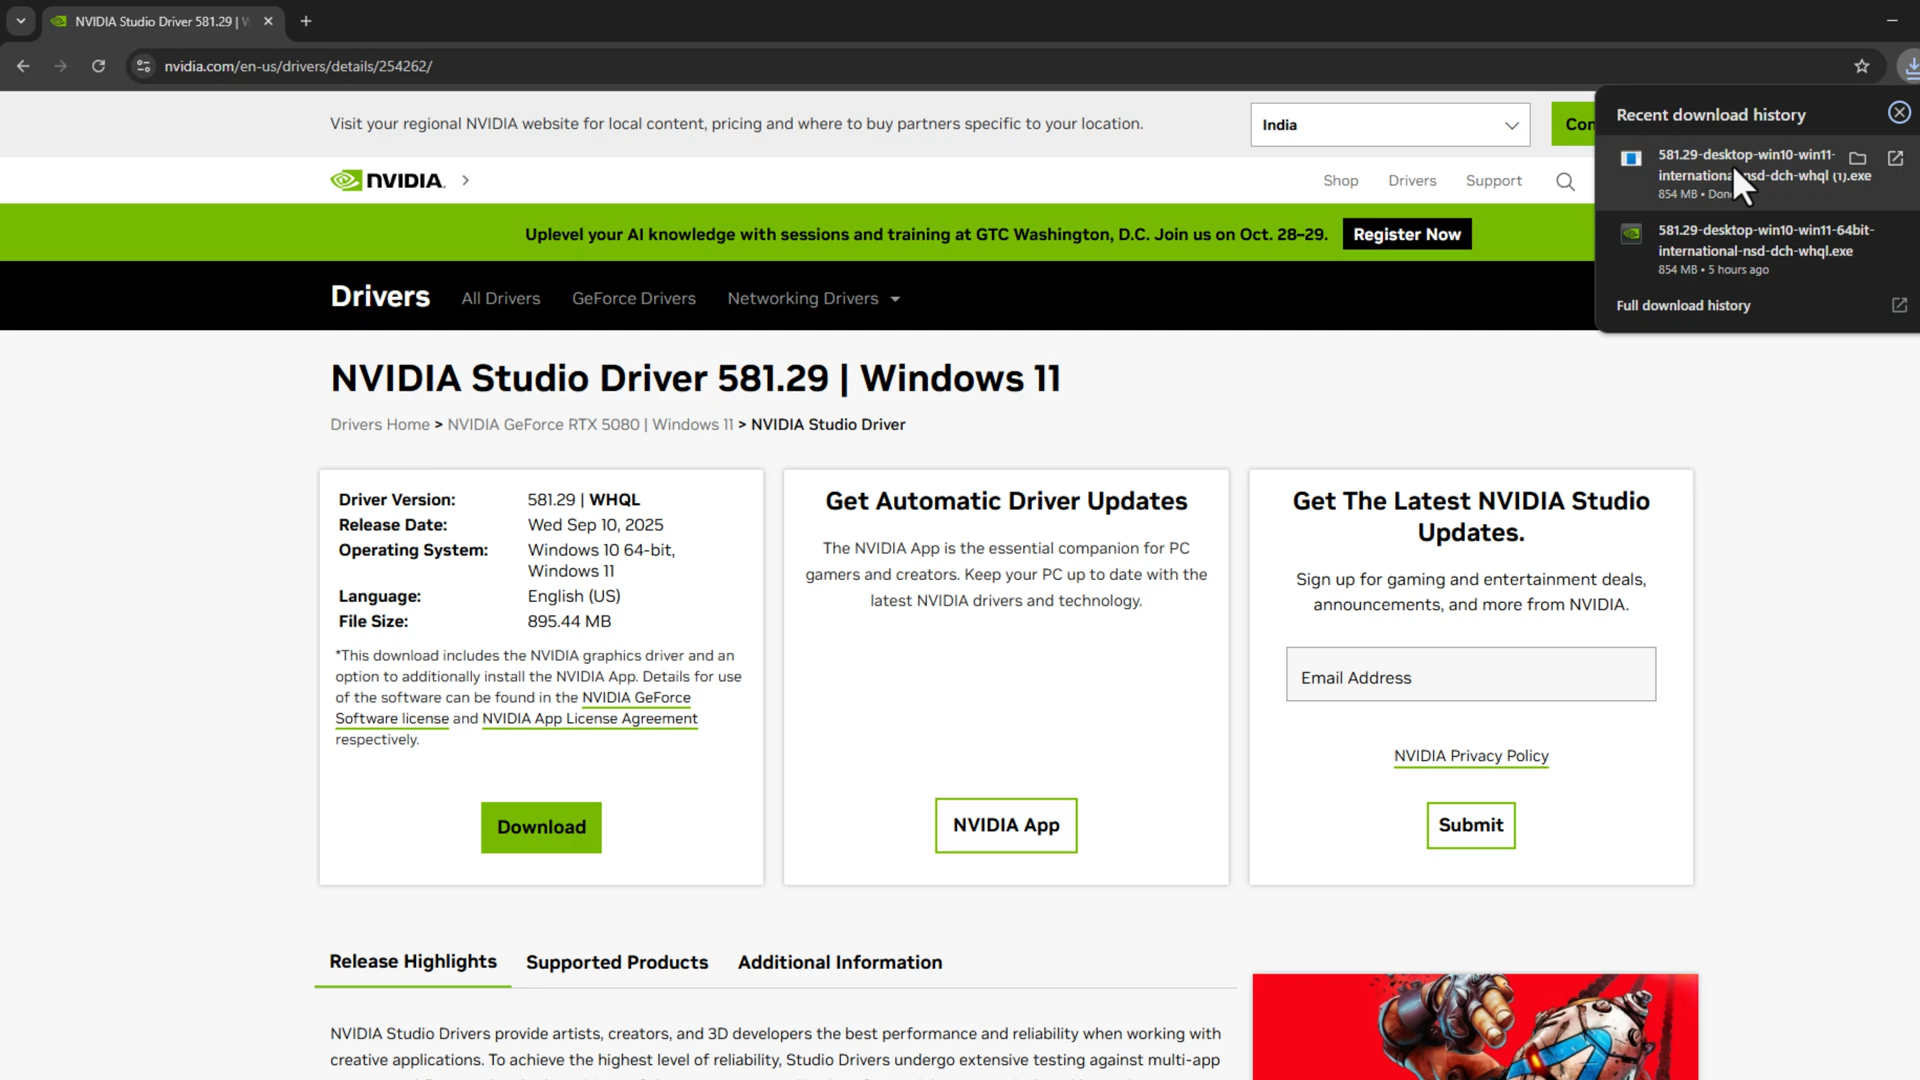 NVIDIA Studio Driver 581.29 |
nvidia.com/en-us/drivers/details/254262/
Visit your regional NVIDIA website for local content, pricing and where to buy partners specific to your location.
India
Con
Recent download history
581.29-desktop-win10-win11-
international-nsd-dch-whql (1).exe
854 MB • Done
581.29-desktop-win10-win11-64bit-
international-nsd-dch-whql.exe
854 MB • 5 hours ago
Full download history
NVIDIA.
Shop
Drivers
Support
Uplevel your AI knowledge with sessions and training at GTC Washington, D.C. Join us on Oct. 28–29.
Register Now
Drivers
All Drivers
GeForce Drivers
Networking Drivers
NVIDIA Studio Driver 581.29 | Windows 11
Drivers Home > NVIDIA GeForce RTX 5080 | Windows 11 > NVIDIA Studio Driver
Driver Version: 581.29 | WHQL
Release Date: Wed Sep 10, 2025
Operating System: Windows 10 64-bit,
Windows 11
Language: English (US)
File Size: 895.44 MB
*This download includes the NVIDIA graphics driver and an
option to additionally install the NVIDIA App. Details for use
of the software can be found in the NVIDIA GeForce
Software license and NVIDIA App License Agreement
respectively.
Download
Get Automatic Driver Updates
The NVIDIA App is the essential companion for PC
gamers and creators. Keep your PC up to date with the
latest NVIDIA drivers and technology.
NVIDIA App
Get The Latest NVIDIA Studio
Updates.
Sign up for gaming and entertainment deals,
announcements, and more from NVIDIA.
Email Address
NVIDIA Privacy Policy
Submit
Release Highlights
Supported Products
Additional Information
NVIDIA Studio Drivers provide artists, creators, and 3D developers the best performance and reliability when working with
creative applications. To achieve the highest level of reliability, Studio Drivers undergo extensive testing against multi-app